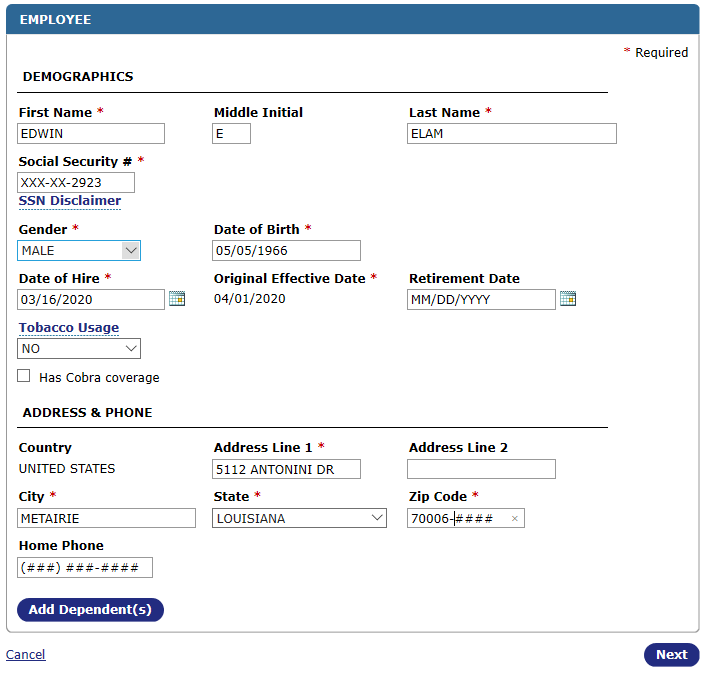 EMPLOYEE
* Required
DEMOGRAPHICS
First Name * Middle Initial Last Name *
EDWIN E ELAM
Social Security # *
XXX-XX-2923
SSN Disclaimer
Gender * Date of Birth *
MALE 05/05/1966
Date of Hire * Original Effective Date * Retirement Date
03/16/2020 04/01/2020 MM/DD/YYYY
Tobacco Usage
NO
Has Cobra coverage
ADDRESS & PHONE
Country Address Line 1 * Address Line 2
UNITED STATES 5112 ANTONINI DR
City * State * Zip Code *
METAIRIE LOUISIANA 70006-#### ×
Home Phone
(###) ###-####
Add Dependent(s)
Cancel Next